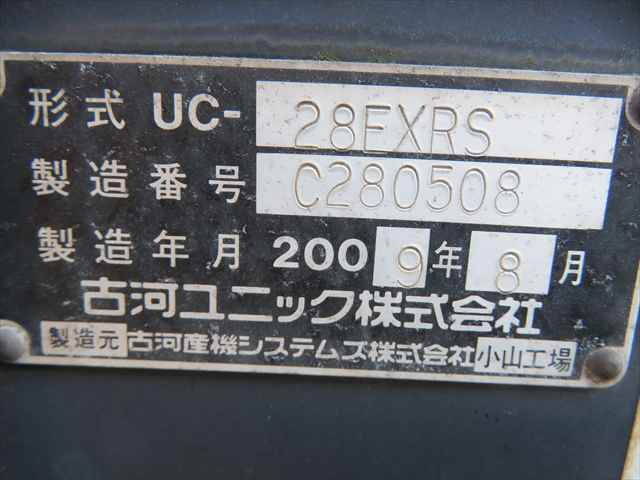 形式 UC- 28EXRS
製造番号 C280508
製造年月 2009年8月
古河ユニック株式会社
製造元 古河産機システムズ株式会社 小山工場